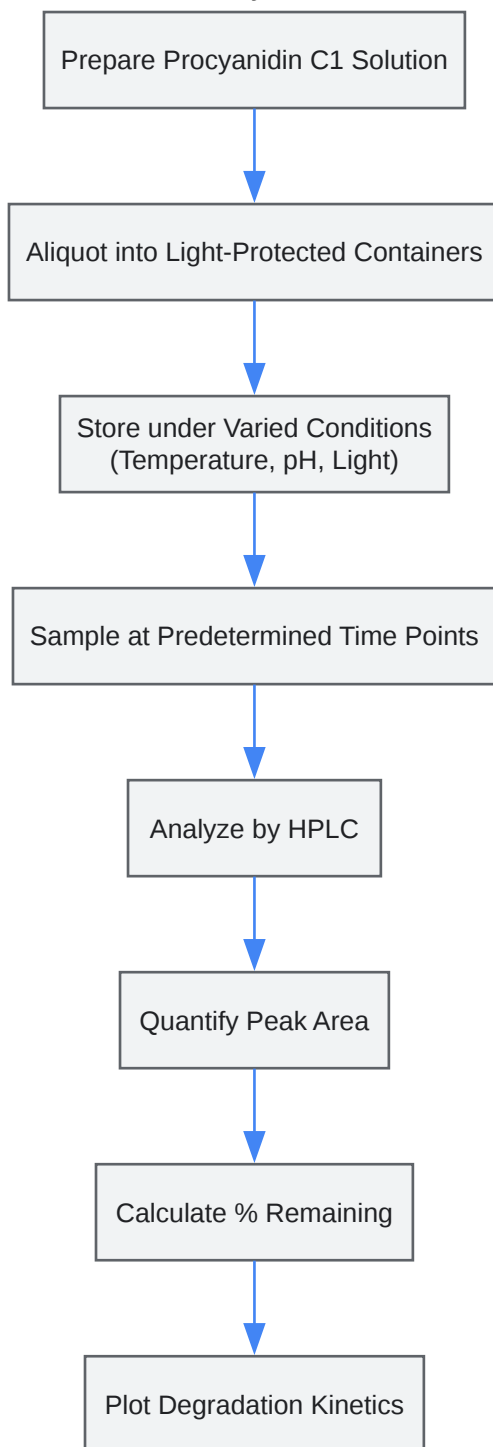 Prepare Procyanidin C1 Solution
Aliquot into Light-Protected Containers
Store under Varied Conditions
(Temperature, pH, Light)
Sample at Predetermined Time Points
Analyze by HPLC
Quantify Peak Area
Calculate % Remaining
Plot Degradation Kinetics